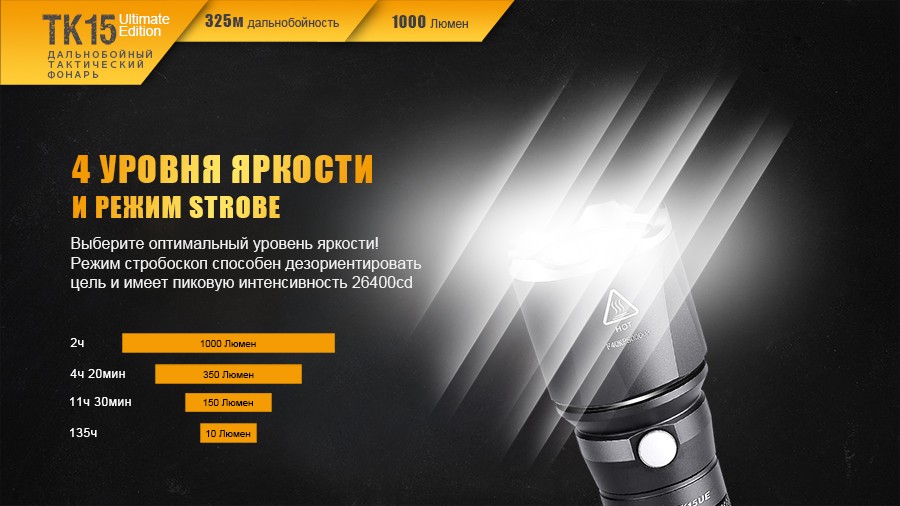 TK15 Ultimate
Edition
ДАЛЬНОБОЙНЫЙ
ТАКТИЧЕСКИЙ
ФОНАРЬ
325м дальнобойность
1000 Люмен
4 УРОВНЯ ЯРКОСТИ
И РЕЖИМ STROBE
Выберите оптимальный уровень яркости!
Режим стробоскоп способен дезориентировать
цель и имеет пиковую интенсивность 26400cd
2ч 1000 Люмен
4ч 20мин 350 Люмен
11ч 30мин 150 Люмен
135ч 10 Люмен
HOT